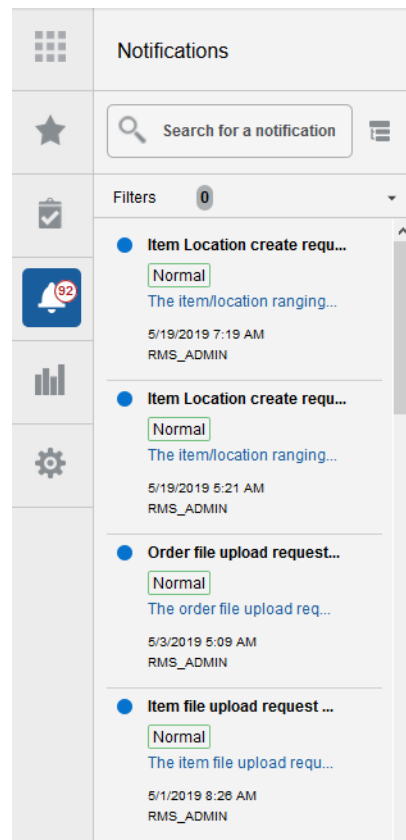 Notifications
Search for a notification
Filters 0
92
Item Location create requ...
Normal
The item/location ranging...
5/19/2019 7:19 AM
RMS_ADMIN
Item Location create requ...
Normal
The item/location ranging...
5/19/2019 5:21 AM
RMS_ADMIN
Order file upload request...
Normal
The order file upload req...
5/3/2019 5:09 AM
RMS_ADMIN
Item file upload request ...
Normal
The item file upload requ...
5/1/2019 8:26 AM
RMS_ADMIN